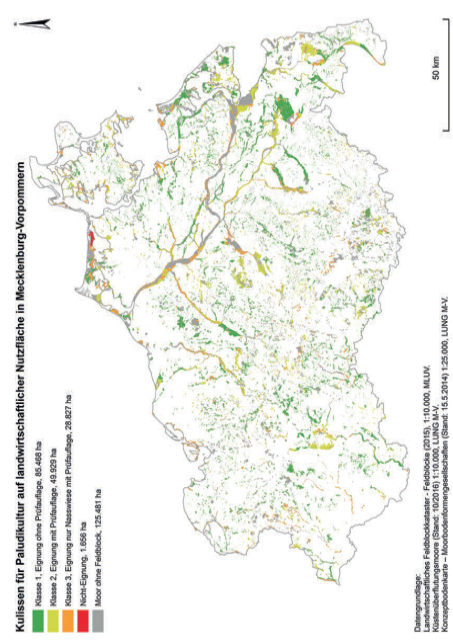 Kulissen für Paludikultur auf landwirtschaftlicher Nutzfläche in Mecklenburg-Vorpommern
Klasse 1, Eignung ohne Prüfauflage, 85.468 ha
Klasse 2, Eignung mit Prüfauflage, 49.929 ha
Klasse 3, Eignung nur Nasswiese mit Prüfauflage, 28.827 ha
Nicht-Eignung, 1.656 ha
Moor ohne Feldblock, 125.481 ha
N
50 km
Datengrundlage:
Landwirtschaftliches Feldblockkataster - Feldblöcke (2015), 1:10.000, MLUV.
Küstenüberflutungsmoore (Stand: 10/2016) 1:10.000, LUNG M-V.
Konzeptbodenkarte – Moorbodenformengesellschaften (Stand: 15.5.2014) 1:25.000, LUNG M-V.